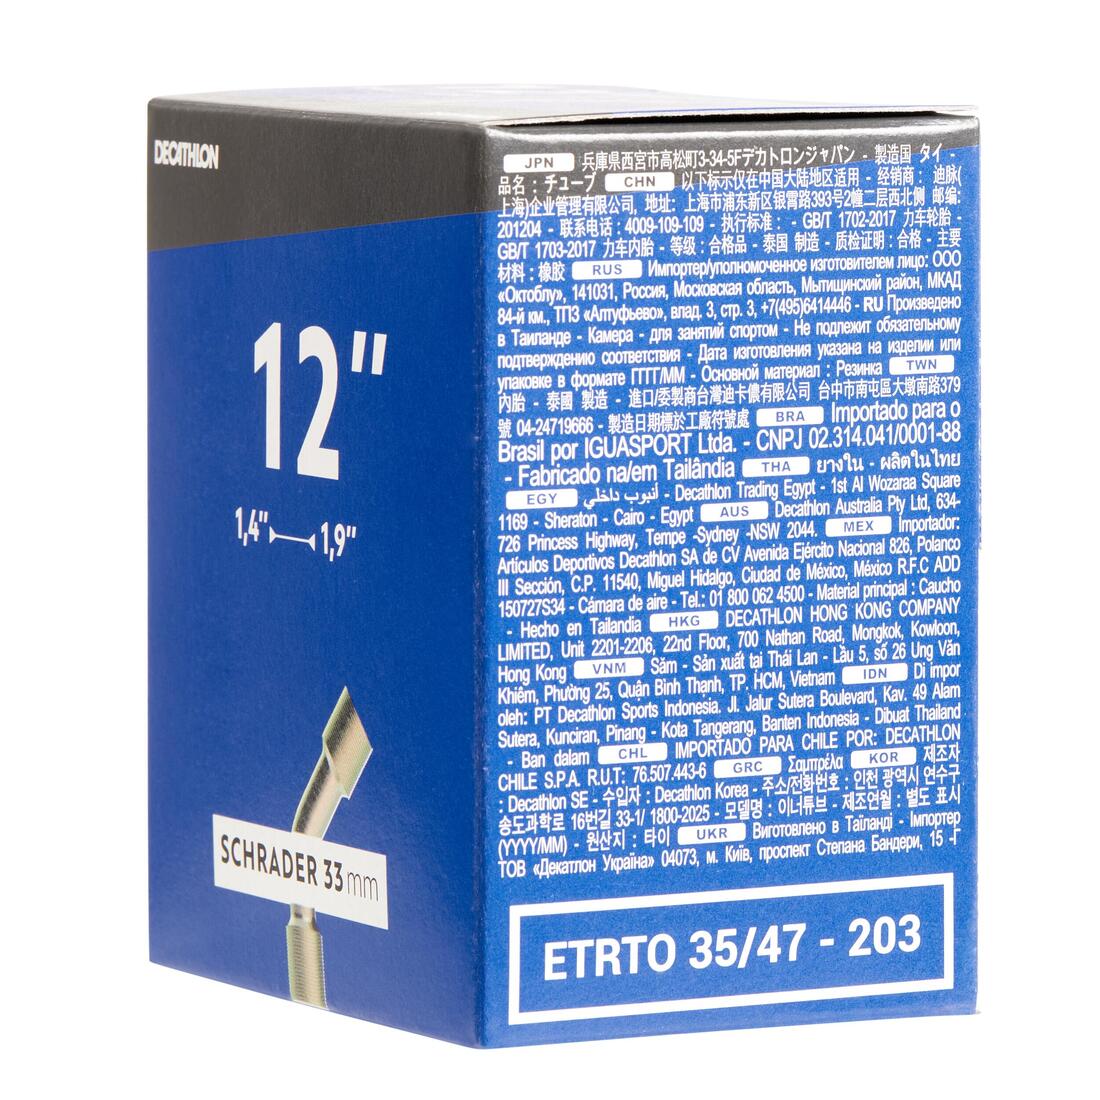 DECATHLON
12"
1,4" 1,9"
SCHRADER 33mm
JPN 兵庫県西宮市高松町3-34-5Fデカトロンジャパン - 製造国 タイ -
品名 : チューブ CHN 以下标示仅在中国大陆地区适用 - 经销商 : 迪脉(
上海)企业管理有限公司, 地址: 上海市浦东新区银霄路393号2幢二层西北侧 邮编:
201204 - 联系电话 : 4009-109-109 - 执行标准 : - GB/T 1702-2017 力车轮胎 -
GB/T 1703-2017 力车内胎 - 等级 : 合格品 - 泰国 制造 - 质检证明 : 合格 - 主要
材料 : 橡胶 RUS Импортер/уполномоченное изготовителем лицо: ООО
«Октоблу», 141031, Россия, Московская область, Мытищинский район, МКАД
84-й км., ТПЗ «Алтуфьево», влад. 3, стр. 3, +7(495)6414446 - RU Произведено
в Таиланде - Камера - для занятий спортом - Не подлежит обязательному
подтверждению соответствия - Дата изготовления указана на изделии или
упаковке в формате ГГГГ/ММ - Основной материал : Резинка TWN
內胎 - 泰國 製造 - 進口/委製商台灣迪卡儂有限公司 台中市南屯區大墩南路379
號 04-24719666 - 製造日期標於工廠符號處 BRA Importado para o
Brasil por IGUASPORT Ltda. - CNPJ 02.314.041/0001-88
- Fabricado na/em Tailândia THA ยางใน - ผลิตในไทย
EGY أنبوب داخلي - Decathlon Trading Egypt - 1st Al Wozaraa Square
1169 - Sheraton - Cairo - Egypt AUS Decathlon Australia Pty Ltd, 634-
726 Princess Highway, Tempe -Sydney -NSW 2044. MEX Importador:
Artículos Deportivos Decathlon SA de CV Avenida Ejército Nacional 826, Polanco
III Sección, C.P. 11540, Miguel Hidalgo, Ciudad de México, México R.F.C ADD
150727S34 - Cámara de aire - Tel.: 01 800 062 4500 - Material principal : Caucho
- Hecho en Tailandia HKG DECATHLON HONG KONG COMPANY
LIMITED, Unit 2201-2206, 22nd Floor, 700 Nathan Road, Mongkok, Kowloon,
Hong Kong VNM Săm - Sản xuất tại Thái Lan - Lầu 5, số 26 Ung Văn
Khiêm, Phường 25, Quận Bình Thạnh, TP. HCM, Vietnam IDN Di impor
oleh: PT Decathlon Sports Indonesia. Jl. Jalur Sutera Boulevard, Kav. 49 Alam
Sutera, Kunciran, Pinang - Kota Tangerang, Banten Indonesia - Dibuat Thailand
- Ban dalam CHL IMPORTADO PARA CHILE POR: DECATHLON
CHILE S.P.A. R.U.T: 76.507.443-6 GRC Σαμπρέλα KOR 제조자
: Decathlon SE - 수입자 : Decathlon Korea - 주소/전화번호 : 인천 광역시 연수구
송도과학로 16번길 33-1/ 1800-2025 - 모델명 : 이너튜브 - 제조연월 : 별도 표시
(YYYY/MM) - 원산지 : 타이 UKR Виготовлено в Таїланді - Імпортер
ТОВ «Декатлон Україна» 04073, м. Київ, проспект Степана Бандери, 15 -Г
ETRTO 35/47 - 203